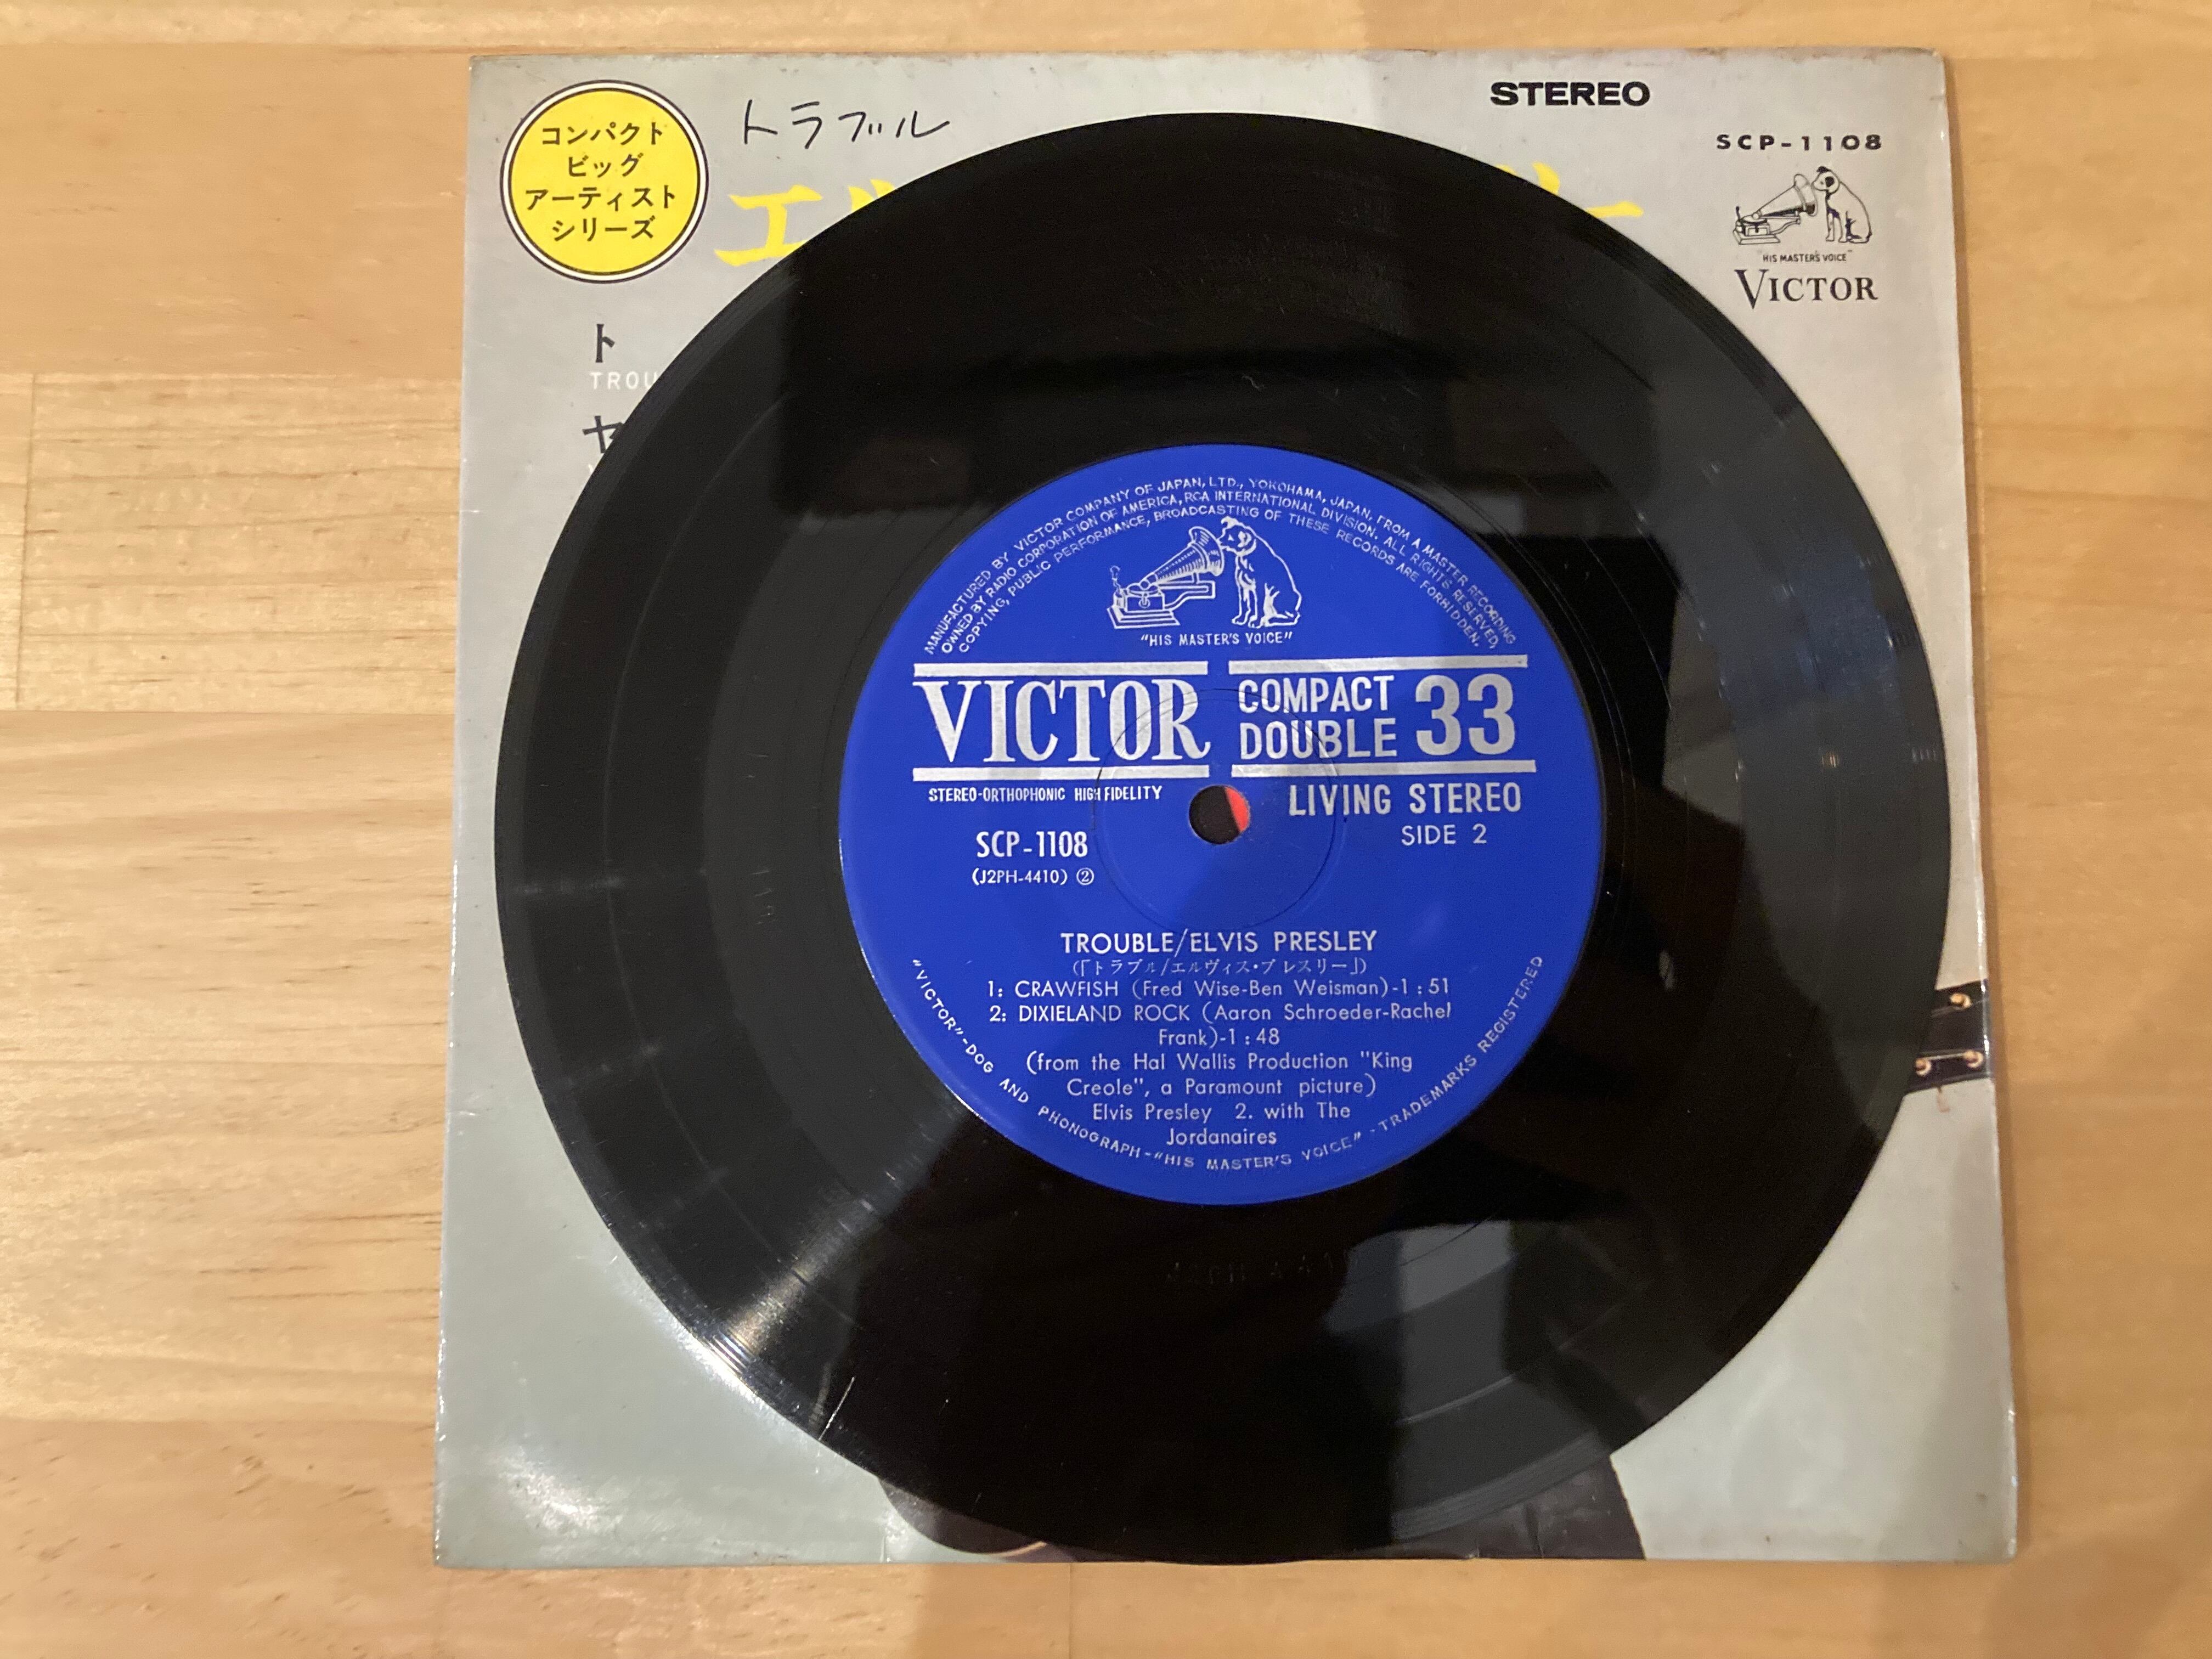 コンパクト
ビッグ
アーティスト
シリーズ
トラブル
STEREO
SCP-1108
"HIS MASTER'S VOICE"
VICTOR
エル
ー
ト
TROU
セ
MANUFACTURED BY VICTOR COMPANY OF JAPAN, LTD., YOKOHAMA, JAPAN, FROM A MASTER RECORDING
OWNED BY RADIO CORPORATION OF AMERICA, RCA INTERNATIONAL DIVISION. ALL RIGHTS RESERVED,
COPYING, PUBLIC PERFORMANCE, BROADCASTING OF THESE RECORDS ARE FORHIDDEN.
"HIS MASTER'S VOICE"
VICTOR
COMPACT
DOUBLE 33
STEREO-ORTHOPHONIC HIGH FIDELITY
LIVING STEREO
SIDE 2
SCP-1108
(J2PH-4410) ②
TROUBLE/ELVIS PRESLEY
(「トラブル/エルヴィス・プレスリー」)
1: CRAWFISH (Fred Wise-Ben Weisman)-1:51
2: DIXIELAND ROCK (Aaron Schroeder-Rachel
Frank)-1:48
(from the Hal Wallis Production "King
Creole", a Paramount picture)
Elvis Presley 2. with The
Jordanaires
"VICTOR"-DOG AND PHONOGRAPH-"HIS MASTER'S VOICE"-TRADEMARKS REGISTERED